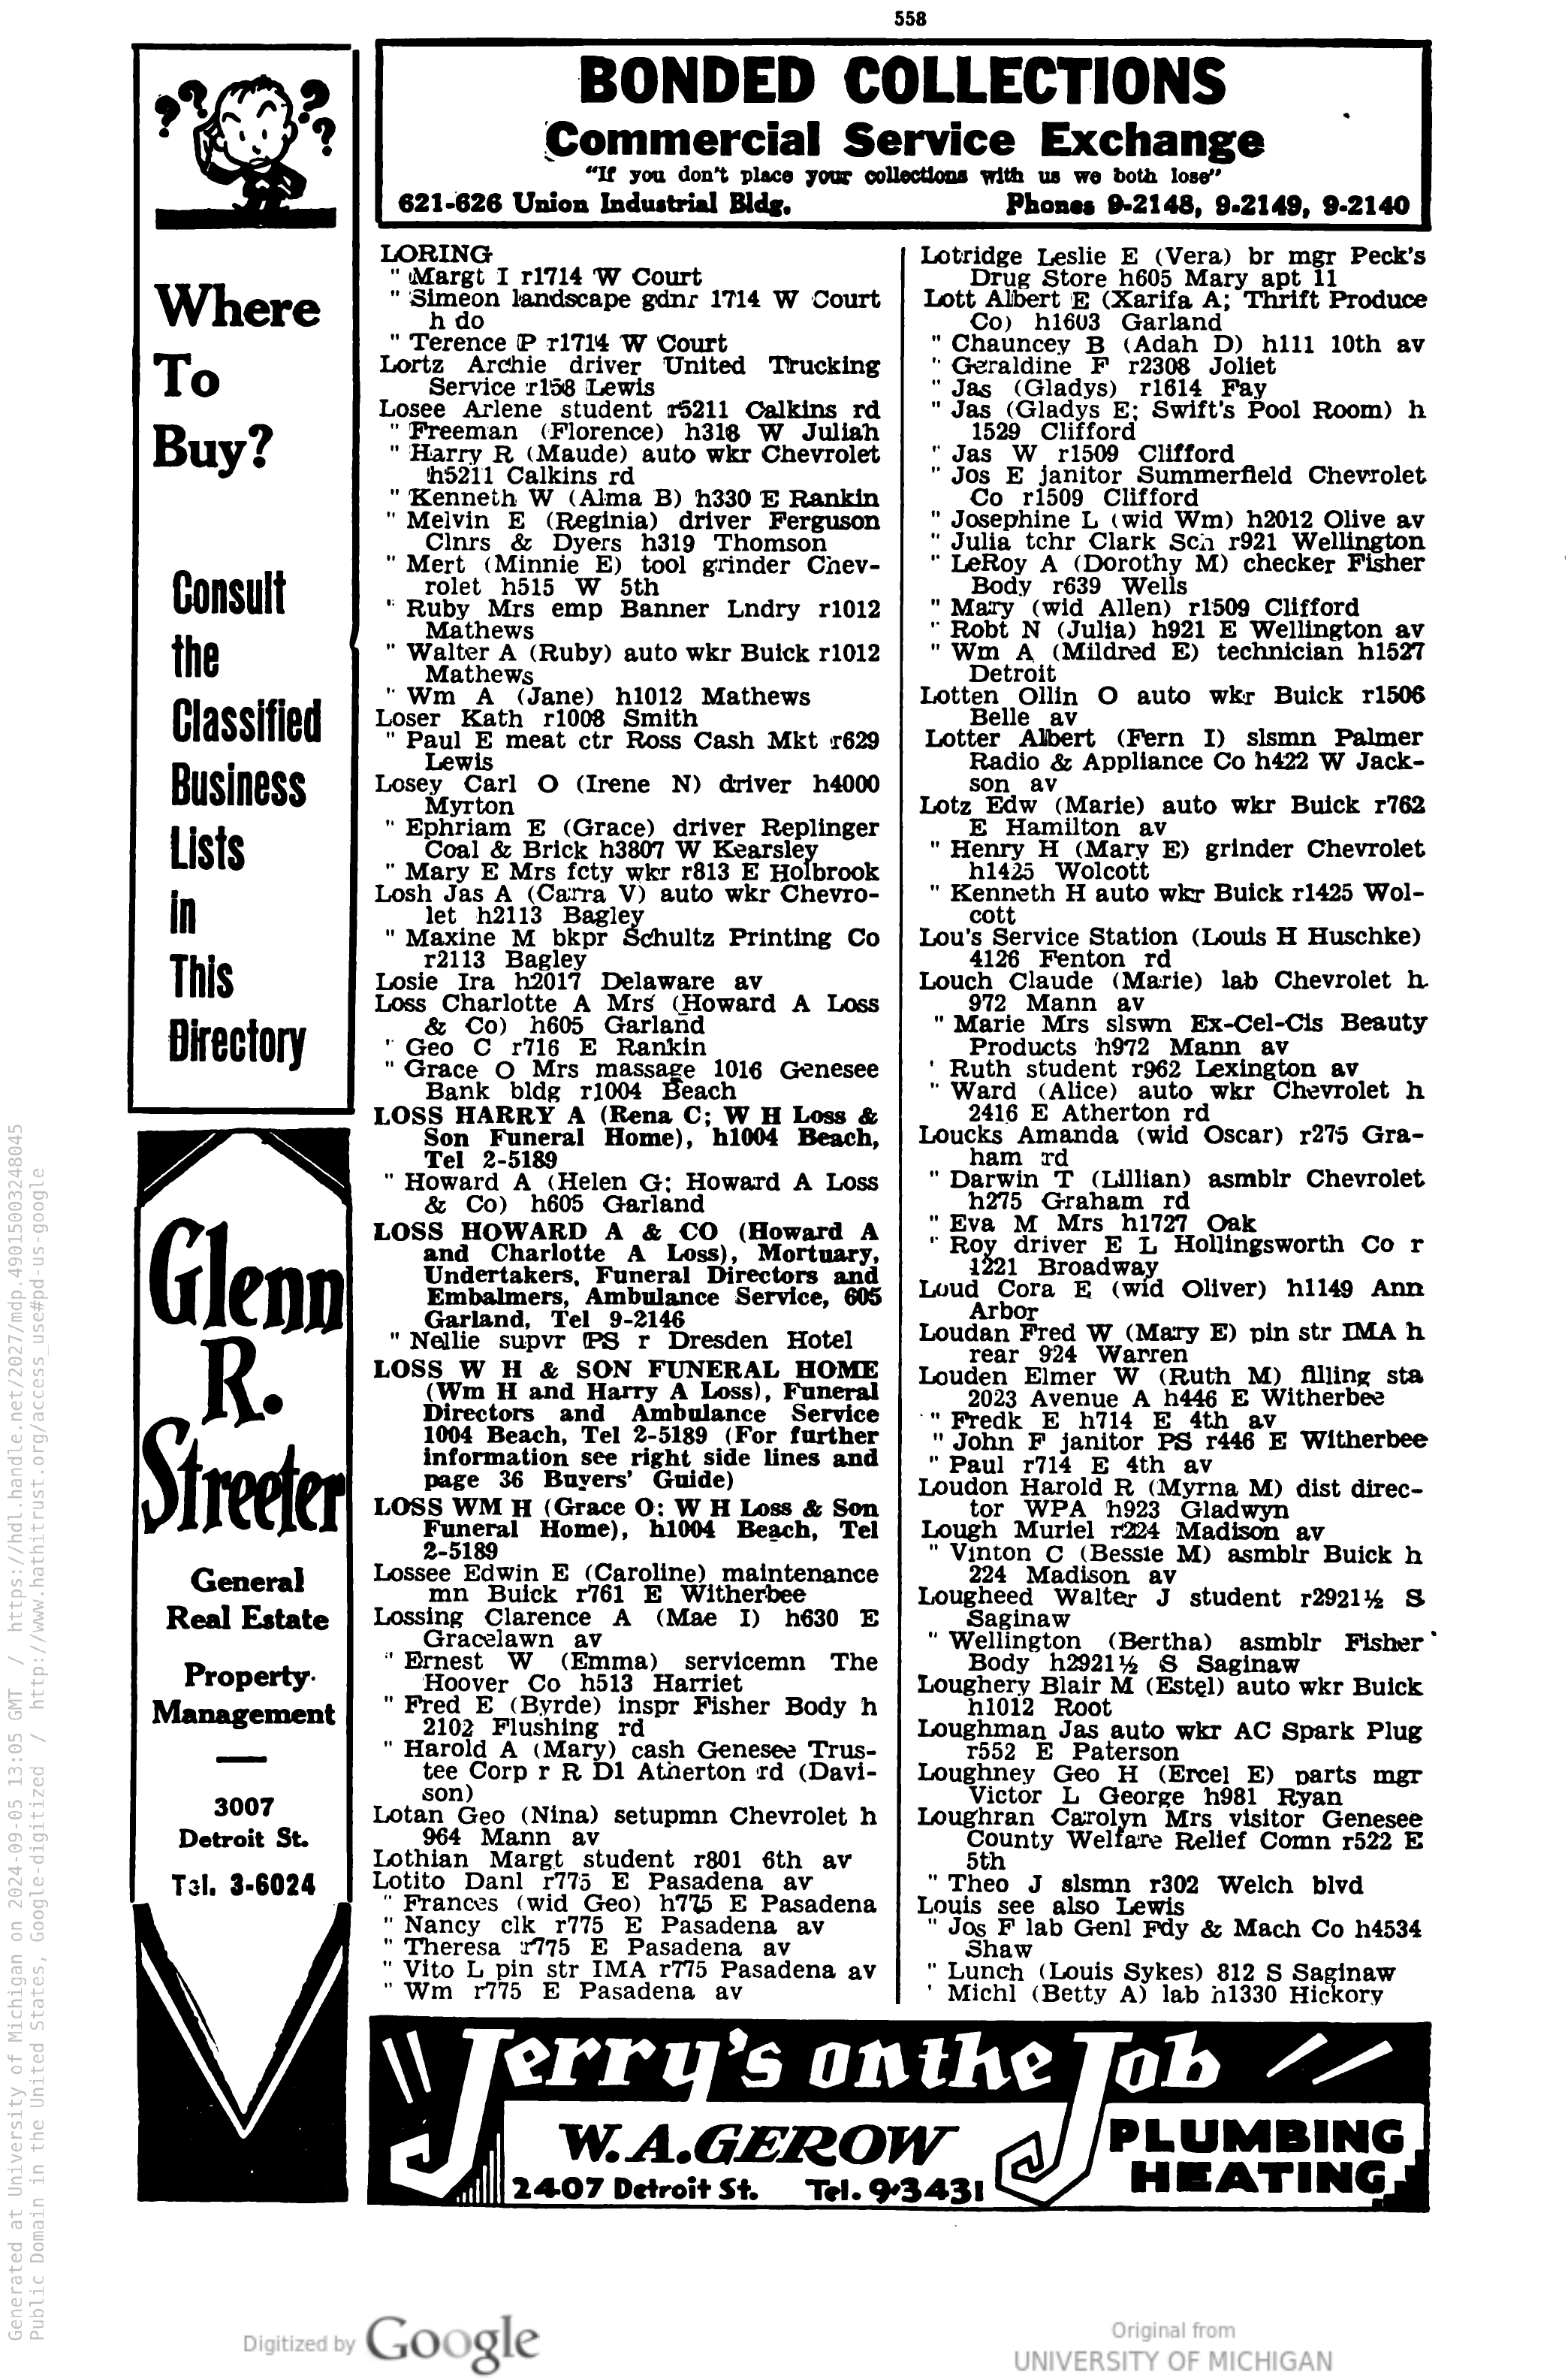 558
BONDED COLLECTIONS
Commercial Service Exchange
"If you don't place your collections with us we both lose"
621-626 Union Industrial Bldg.
Phones 9-2148, 9-2149, 9-2140
? ? ? ?
Where
To
Buy?
Consult
the
Classified
Business
Lists
in
This
Directory
Glenn
R.
Streeter
General
Real Estate
Property
Management
3007
Detroit St.
Tel. 3-6024
LORING
" Margt I r1714 W Court
" Simeon landscape gdnr 1714 W Court
h do
" Terence P r1714 W Court
Lortz Archie driver United Trucking
Service r158 Lewis
Losee Arlene student r5211 Calkins rd
" Freeman (Florence) h318 W Juliah
" Harry R (Maude) auto wkr Chevrolet
h5211 Calkins rd
" Kenneth W (Alma B) h330 E Rankin
" Melvin E (Reginia) driver Ferguson
Clnrs & Dyers h319 Thomson
" Mert (Minnie E) tool grinder Chev-
rolet h515 W 5th
" Ruby Mrs emp Banner Lndry r1012
Mathews
" Walter A (Ruby) auto wkr Buick r1012
Mathews
" Wm A (Jane) h1012 Mathews
Loser Kath r1008 Smith
" Paul E meat ctr Ross Cash Mkt r629
Lewis
Losey Carl O (Irene N) driver h4000
Myrton
" Ephriam E (Grace) driver Replinger
Coal & Brick h3807 W Kearsley
" Mary E Mrs fcty wkr r813 E Holbrook
Losh Jas A (Carra V) auto wkr Chevro-
let h2113 Bagley
" Maxine M bkpr Schultz Printing Co
r2113 Bagley
Losie Ira h2017 Delaware av
Loss Charlotte A Mrs (Howard A Loss
& Co) h605 Garland
" Geo C r716 E Rankin
" Grace O Mrs massage 1016 Genesee
Bank bldg r1004 Beach
LOSS HARRY A (Rena C; W H Loss &
Son Funeral Home), h1004 Beach,
Tel 2-5189
" Howard A (Helen G; Howard A Loss
& Co) h605 Garland
LOSS HOWARD A & CO (Howard A
and Charlotte A Loss), Mortuary,
Undertakers, Funeral Directors and
Embalmers, Ambulance Service, 605
Garland, Tel 9-2146
" Nellie supvr PS r Dresden Hotel
LOSS W H & SON FUNERAL HOME
(Wm H and Harry A Loss), Funeral
Directors and Ambulance Service
1004 Beach, Tel 2-5189 (For further
information see right side lines and
page 36 Buyers' Guide)
LOSS WM H (Grace O: W H Loss & Son
Funeral Home), h1004 Beach, Tel
2-5189
Lossee Edwin E (Caroline) maintenance
mn Buick r761 E Witherbee
Lossing Clarence A (Mae I) h630 E
Gracelawn av
" Ernest W (Emma) servicemn The
Hoover Co h513 Harriet
" Fred E (Byrde) inspr Fisher Body h
2102 Flushing rd
" Harold A (Mary) cash Genesee Trus-
tee Corp r R D1 Atherton rd (Davi-
son)
Lotan Geo (Nina) setupmn Chevrolet h
964 Mann av
Lothian Margt student r801 6th av
Lotito Danl r775 E Pasadena av
" Frances (wid Geo) h775 E Pasadena
" Nancy clk r775 E Pasadena av
" Theresa r775 E Pasadena av
" Vito L pin str IMA r775 Pasadena av
" Wm r775 E Pasadena av
Lotridge Leslie E (Vera) br mgr Peck's
Drug Store h605 Mary apt 11
Lott Albert E (Xarifa A; Thrift Produce
Co) h1603 Garland
" Chauncey B (Adah D) h111 10th av
" Geraldine F r2308 Joliet
" Jas (Gladys) r1614 Fay
" Jas (Gladys E; Swift's Pool Room) h
1529 Clifford
" Jas W r1509 Clifford
" Jos E janitor Summerfield Chevrolet
Co r1509 Clifford
" Josephine L (wid Wm) h2012 Olive av
" Julia tchr Clark Sch r921 Wellington
" LeRoy A (Dorothy M) checker Fisher
Body r639 Wells
" Mary (wid Allen) r1509 Clifford
" Robt N (Julia) h921 E Wellington av
" Wm A (Mildred E) technician h1527
Detroit
Lotten Ollin O auto wkr Buick r1506
Belle av
Lotter Albert (Fern I) slsmn Palmer
Radio & Appliance Co h422 W Jack-
son av
Lotz Edw (Marie) auto wkr Buick r762
E Hamilton av
" Henry H (Mary E) grinder Chevrolet
h1425 Wolcott
" Kenneth H auto wkr Buick r1425 Wol-
cott
Lou's Service Station (Louis H Huschke)
4126 Fenton rd
Louch Claude (Marie) lab Chevrolet h
972 Mann av
" Marie Mrs slswn Ex-Cel-Cis Beauty
Products h972 Mann av
' Ruth student r962 Lexington av
" Ward (Alice) auto wkr Chevrolet h
2416 E Atherton rd
Loucks Amanda (wid Oscar) r275 Gra-
ham rd
" Darwin T (Lillian) asmblr Chevrolet
h275 Graham rd
" Eva M Mrs h1727 Oak
" Roy driver E L Hollingsworth Co r
1221 Broadway
Loud Cora E (wid Oliver) h1149 Ann
Arbor
Loudan Fred W (Mary E) pin str IMA h
rear 924 Warren
Louden Elmer W (Ruth M) filling sta
2023 Avenue A h446 E Witherbee
" Fredk E h714 E 4th av
" John F janitor PS r446 E Witherbee
" Paul r714 E 4th av
Loudon Harold R (Myrna M) dist direc-
tor WPA h923 Gladwyn
Lough Muriel r224 Madison av
" Vinton C (Bessie M) asmblr Buick h
224 Madison av
Lougheed Walter J student r2921½ S
Saginaw
" Wellington (Bertha) asmblr Fisher
Body h2921½ S Saginaw
Loughery Blair M (Estel) auto wkr Buick
h1012 Root
Loughman Jas auto wkr AC Spark Plug
r552 E Paterson
Loughney Geo H (Ercel E) parts mgr
Victor L George h981 Ryan
Loughran Carolyn Mrs visitor Genesee
County Welfare Relief Comn r522 E
5th
" Theo J slsmn r302 Welch blvd
Louis see also Lewis
" Jos F lab Genl Fdy & Mach Co h4534
Shaw
" Lunch (Louis Sykes) 812 S Saginaw
' Michl (Betty A) lab h1330 Hickory
Jerry's on the Job
W. A. GEROW
2407 Detroit St. Tel. 9-3431
PLUMBING
HEATING
Generated at University of Michigan on 2024-09-05 13:05 GMT / https://hdl.handle.net/2027/mdp.49015003248045
Public Domain in the United States, Google-digitized / http://www.hathitrust.org/access_use#pd-us-google
Digitized by Google
Original from
UNIVERSITY OF MICHIGAN